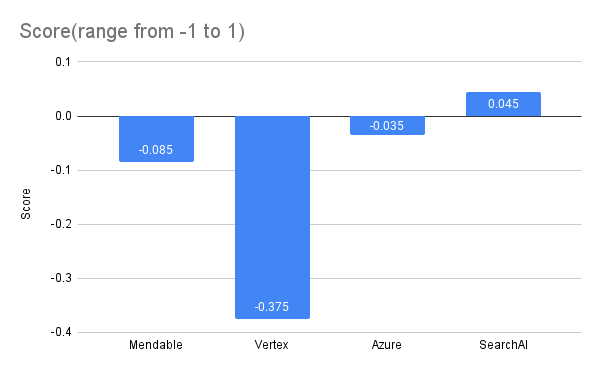 Score(range from -1 to 1)
0.1
0.0
-0.1
-0.2
-0.3
-0.4
Score
-0.085
-0.375
-0.035
0.045
Mendable
Vertex
Azure
SearchAI